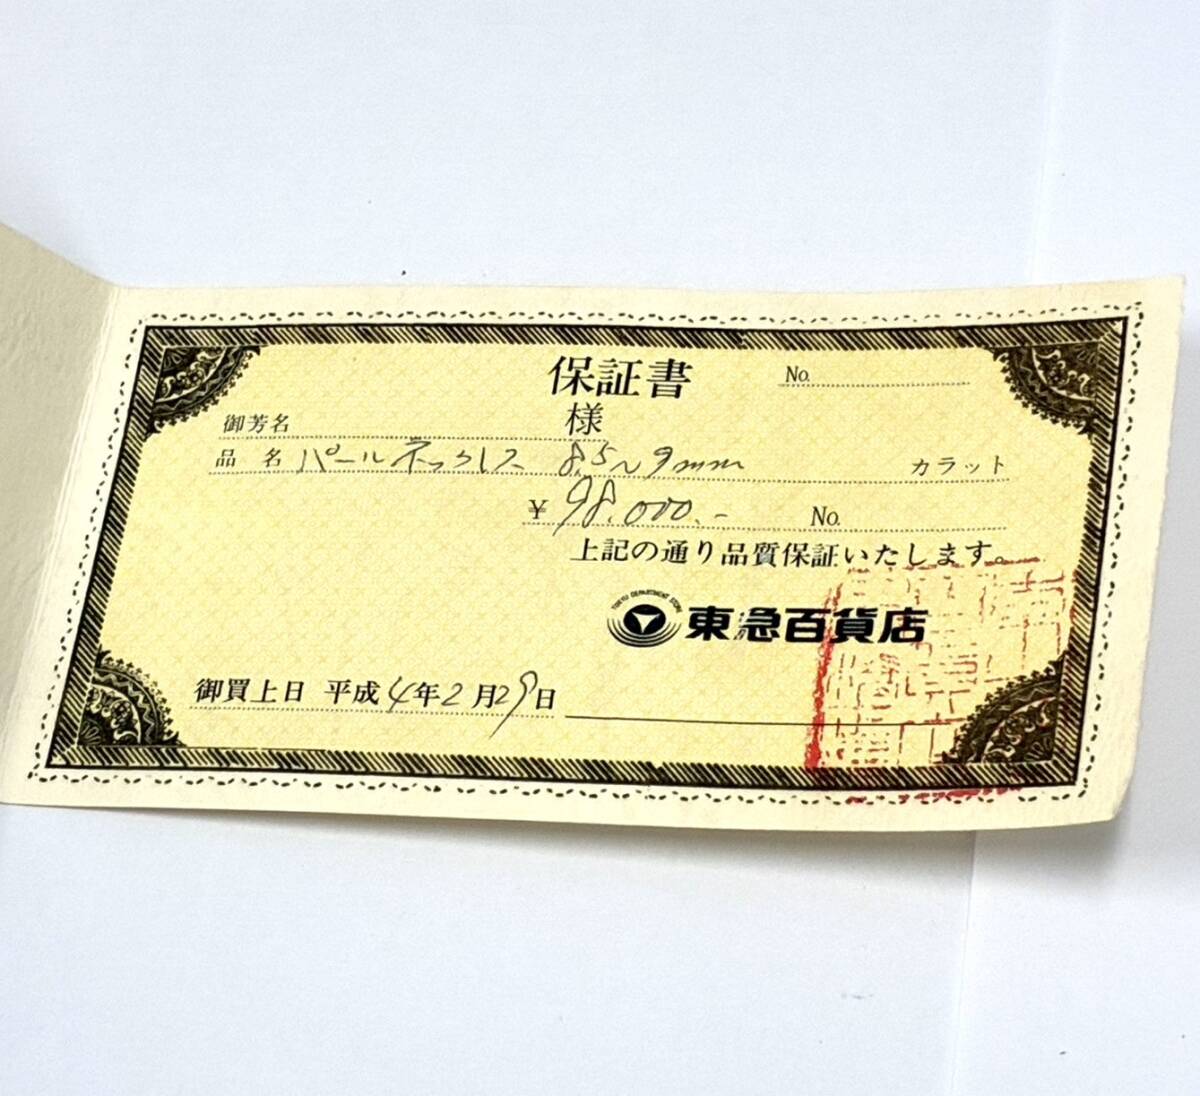 保証書
No.
御芳名 様
品名 パールネックレス 8.5~9mm カラット
¥98.000.- No.
上記の通り品質保証いたします。
TOKYU DEPARTMENT STORE
東急百貨店
御買上日 平成4年2月29日